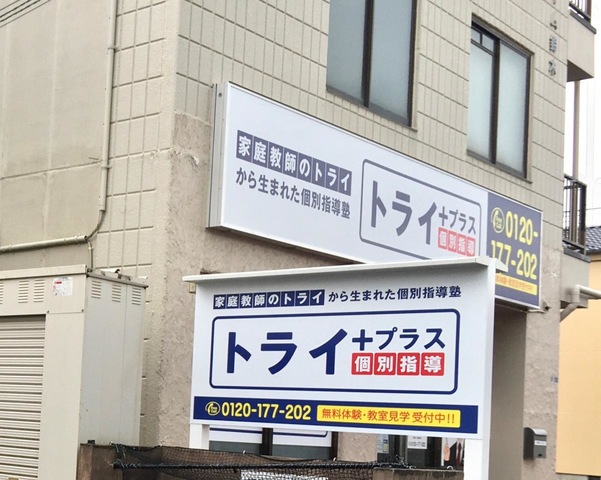 家庭教師のトライ
から生まれた個別指導塾
トライ+プラス
個別指導
0120-
177-202
家庭教師のトライから生まれた個別指導塾
トライ+プラス
個別指導
0120-177-202 無料体験・教室見学 受付中!!